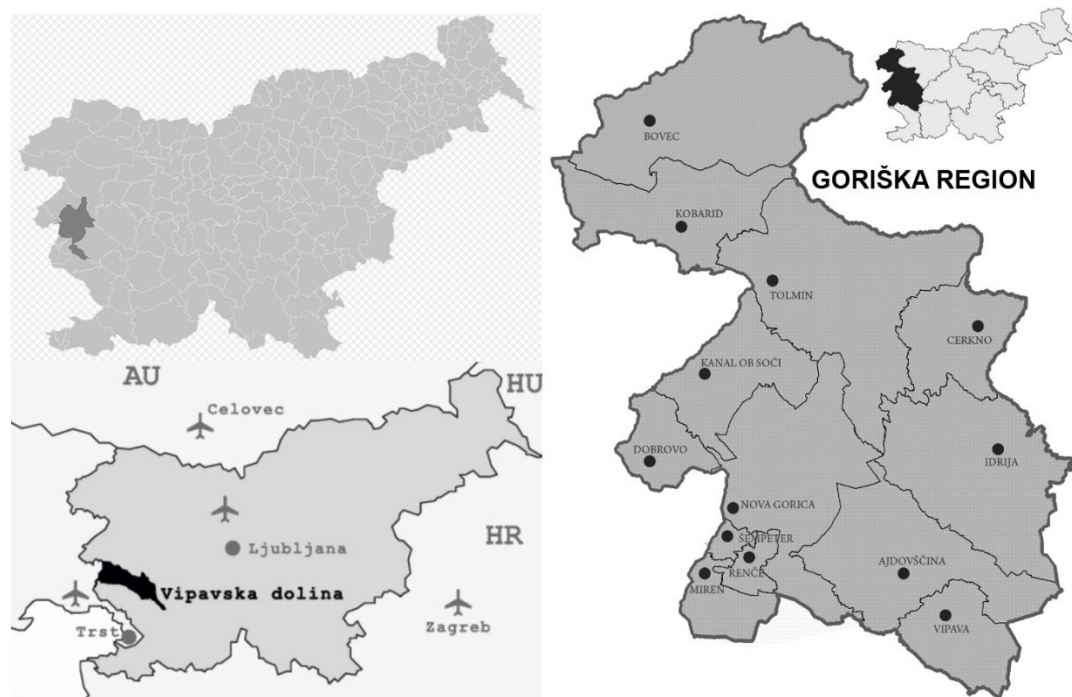 AU
HU
Celovec
Ljubljana
HR
Vipavska dolina
Trst
Zagreb
GORIŠKA REGION
BOVEC
KOBARID
TOLMIN
CERKNO
KANAL OB SOČI
DOBROVO
IDRIJA
NOVA GORICA
ŠEMPETER
RENČE
AJDOVŠČINA
MIREN
VIPAVA